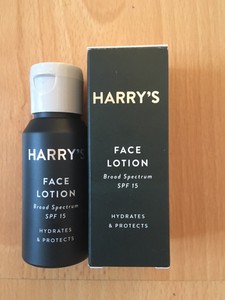 HARRY'S
FACE
LOTION
Broad Spectrum
SPF 15
HYDRATES
& PROTECTS
HARRY'S
FACE
LOTION
Broad Spectrum
SPF 15
HYDRATES
& PROTECTS